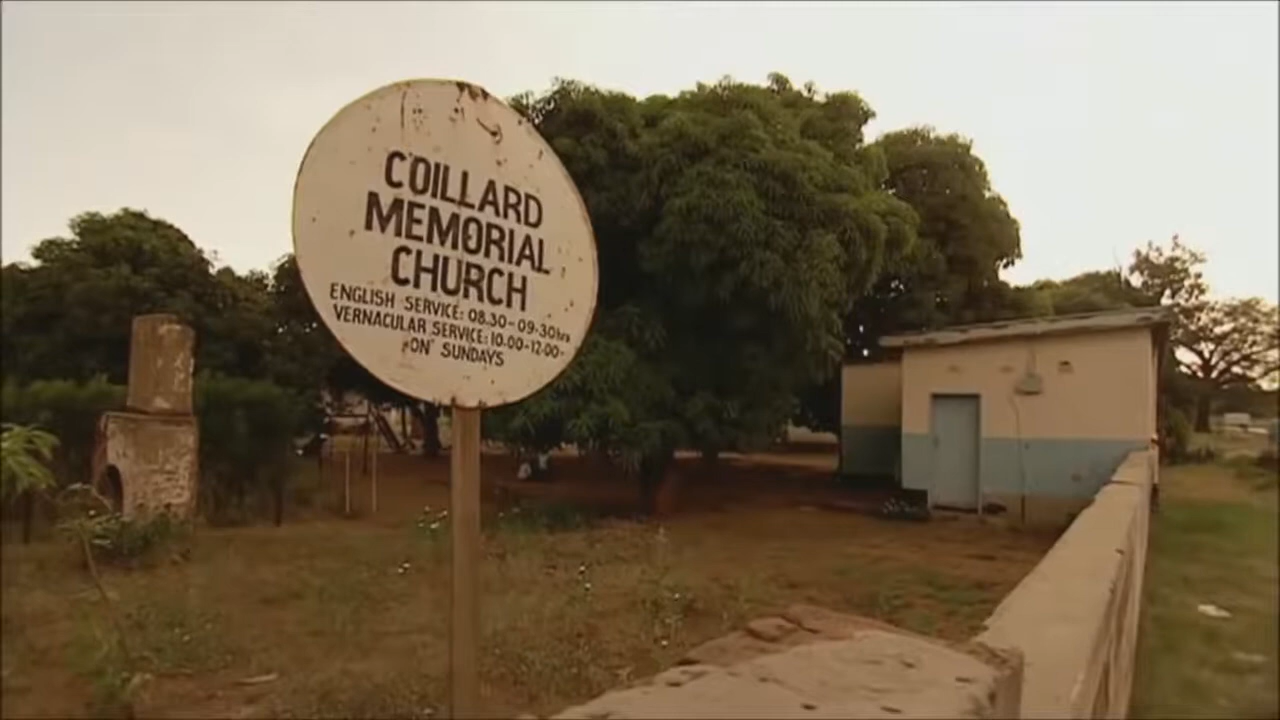 COILLARD
MEMORIAL
CHURCH
ENGLISH SERVICE: 08.30-09.30hrs
VERNACULAR SERVICE: 10.00-12.00-
"ON" SUNDAYS